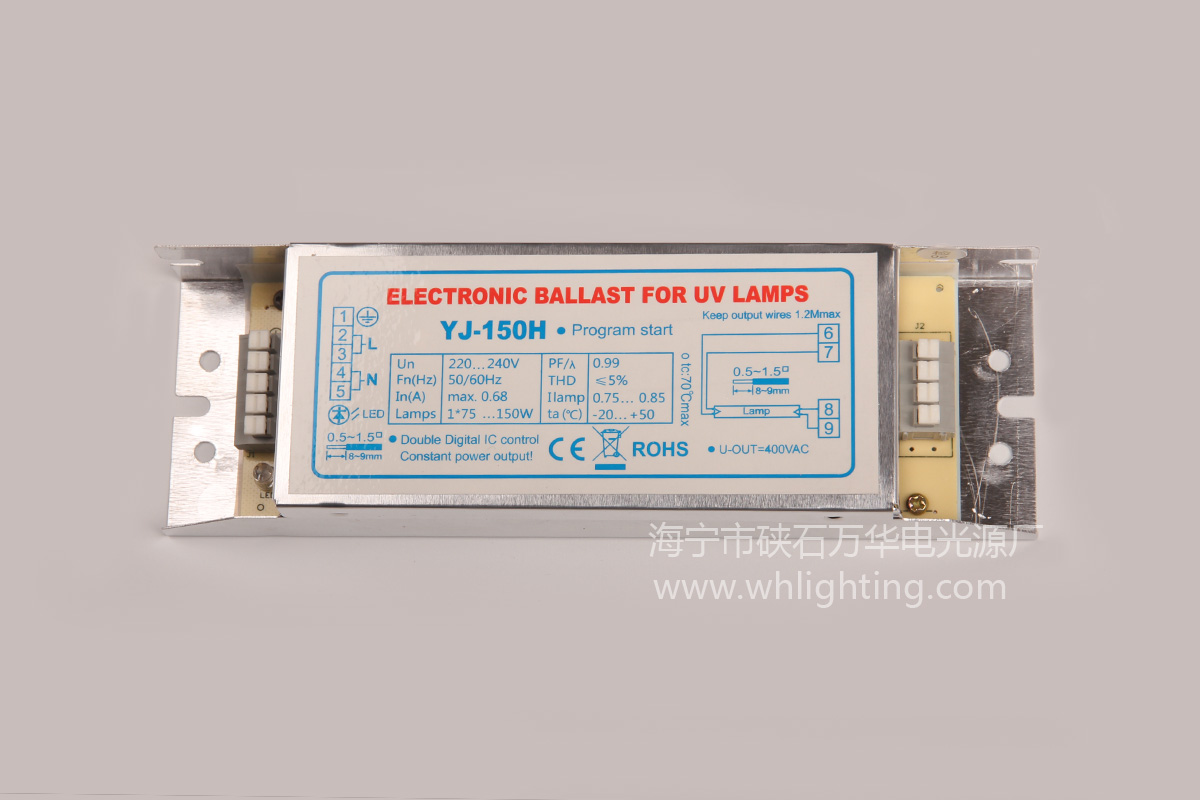 ELECTRONIC BALLAST FOR UV LAMPS
YJ-150H • Program start
Keep output wires 1.2Mmax
1
2
3
L
4
5
N
LED
0.5~1.5
8~9mm
Un 220...240V PF/λ 0.99
Fn(Hz) 50/60Hz THD ≤5%
In(A) max. 0.68 Ilamp 0.75... 0.85
Lamps 1*75 ...150W ta(℃) -20...+50
tc:70℃max
6
7
0.5~1.5
8~9mm
Lamp
8
9
• Double Digital IC control
Constant power output!
CE ROHS
• U-OUT=400VAC
J2
海宁市硖石万华电光源厂
www.whlighting.com